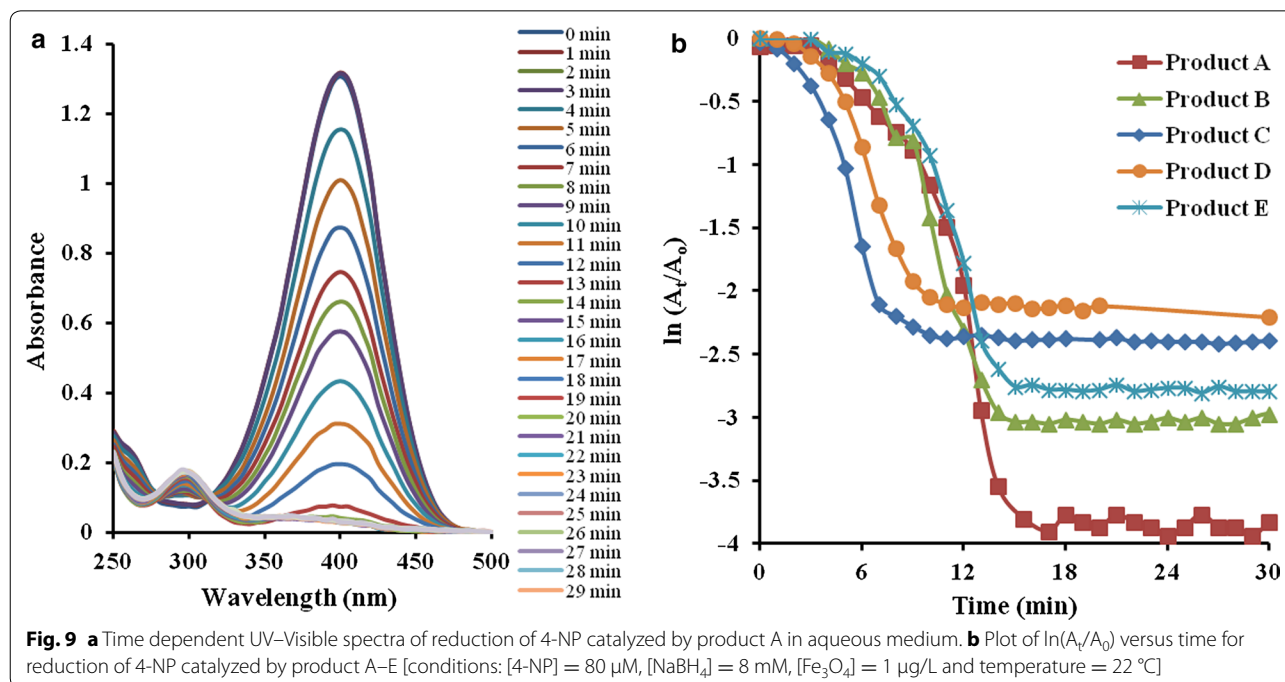 a
1.4
1.2
1
0.8
0.6
0.4
0.2
0
250
300
350
400
450
500
Absorbance
Wavelength (nm)
0 min
1 min
2 min
3 min
4 min
5 min
6 min
7 min
8 min
9 min
10 min
11 min
12 min
13 min
14 min
15 min
16 min
17 min
18 min
19 min
20 min
21 min
22 min
23 min
24 min
25 min
26 min
27 min
28 min
29 min
b
0
-0.5
-1
-1.5
-2
-2.5
-3
-3.5
-4
0
6
12
18
24
30
ln (At/Ao)
Time (min)
Product A
Product B
Product C
Product D
Product E
Fig. 9 a Time dependent UV–Visible spectra of reduction of 4-NP catalyzed by product A in aqueous medium. b Plot of ln(At/A0) versus time for
reduction of 4-NP catalyzed by product A–E [conditions: [4-NP] = 80 µM, [NaBH4] = 8 mM, [Fe3O4] = 1 µg/L and temperature = 22 °C]